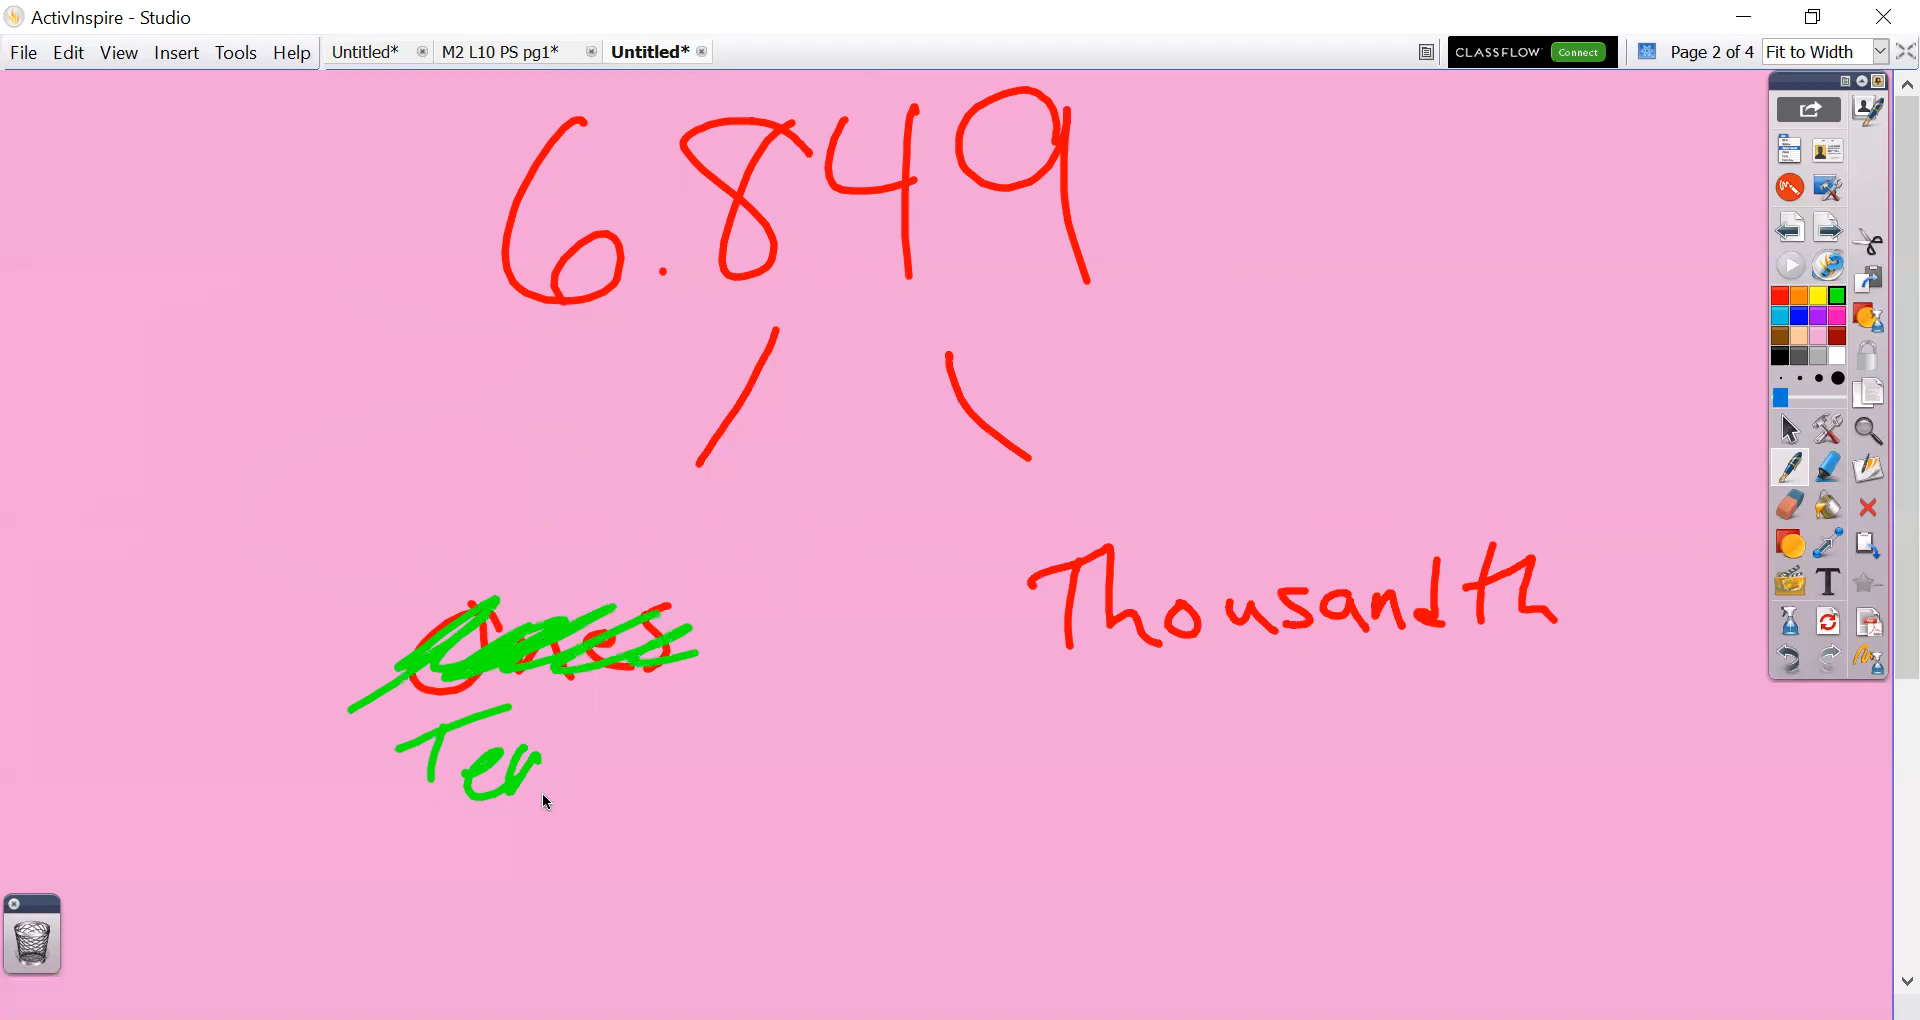 ActivInspire - Studio
File Edit View Insert Tools Help Untitled* M2 L10 PS pg1* Untitled* CLASSFLOW Connect Page 2 of 4 Fit to Width
6.849
Thousandth
Ten